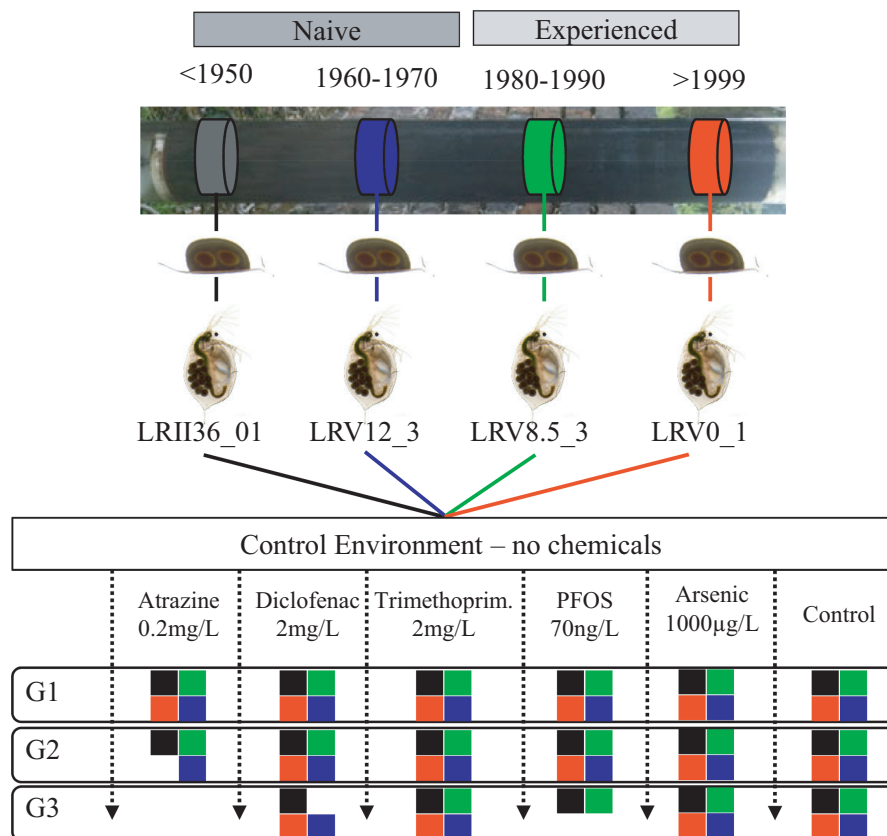 Naive Experienced
<1950 1960-1970 1980-1990 >1999
LRII36_01 LRV12_3 LRV8.5_3 LRV0_1
Control Environment – no chemicals
Atrazine Diclofenac Trimethoprim. PFOS Arsenic Control
0.2mg/L 2mg/L 2mg/L 70ng/L 1000µg/L
G1
G2
G3